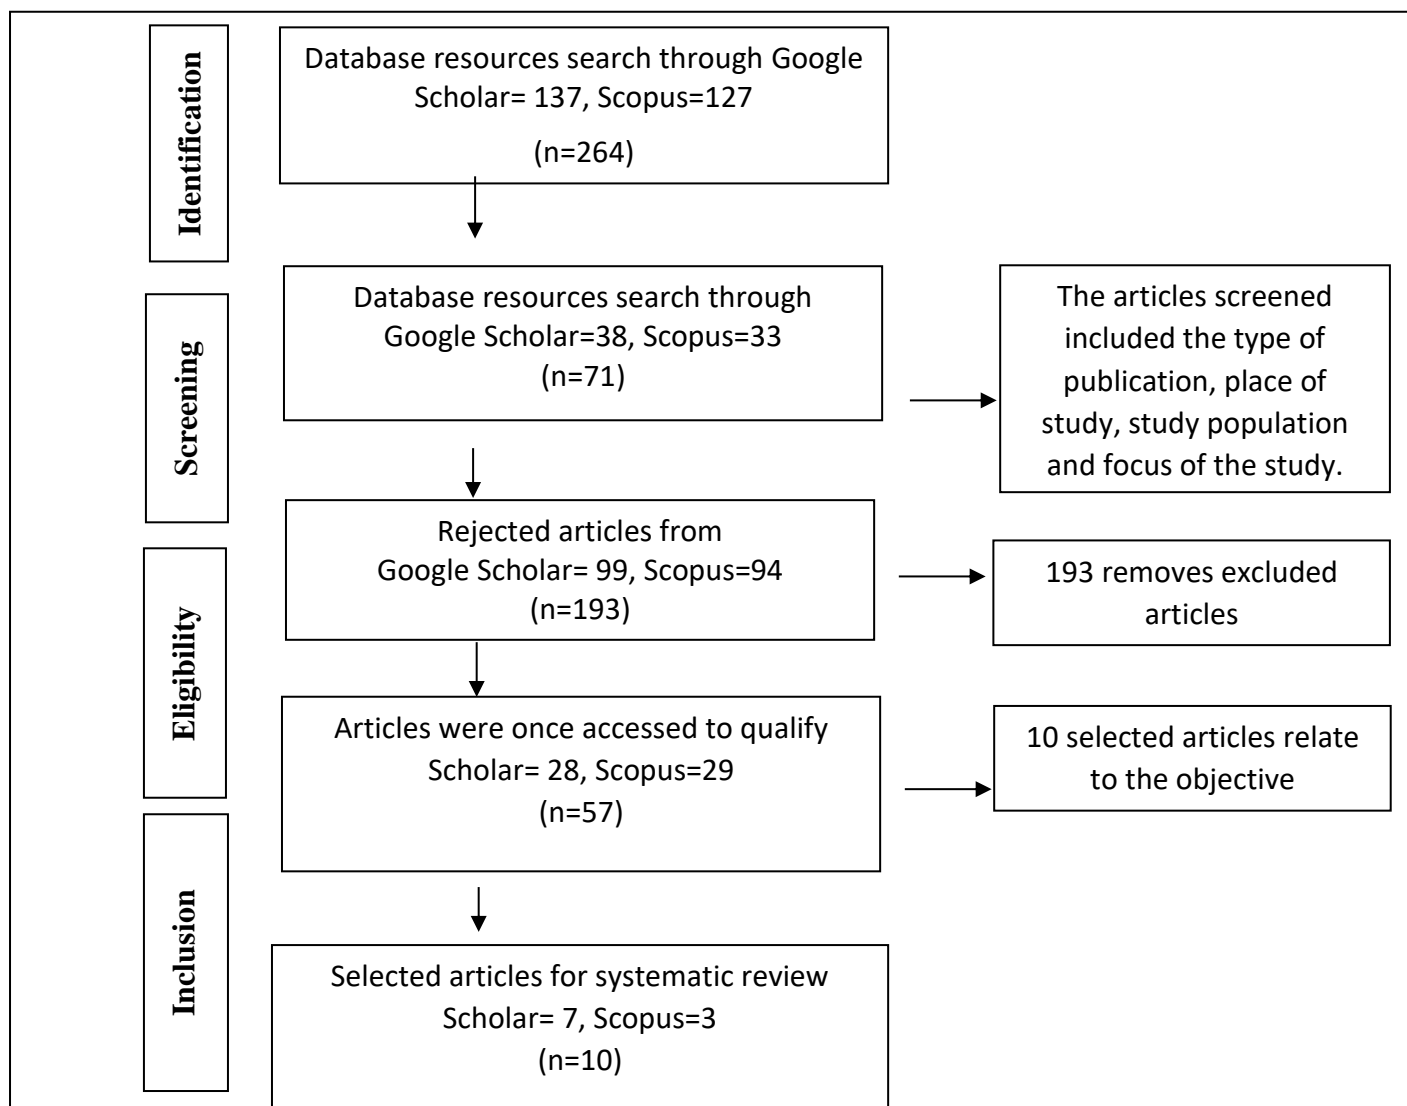 Identification
Database resources search through Google
Scholar= 137, Scopus=127
(n=264)
Screening
Database resources search through
Google Scholar=38, Scopus=33
(n=71)
The articles screened
included the type of
publication, place of
study, study population
and focus of the study.
Rejected articles from
Google Scholar= 99, Scopus=94
(n=193)
193 removes excluded
articles
Eligibility
Articles were once accessed to qualify
Scholar= 28, Scopus=29
(n=57)
10 selected articles relate
to the objective
Inclusion
Selected articles for systematic review
Scholar= 7, Scopus=3
(n=10)